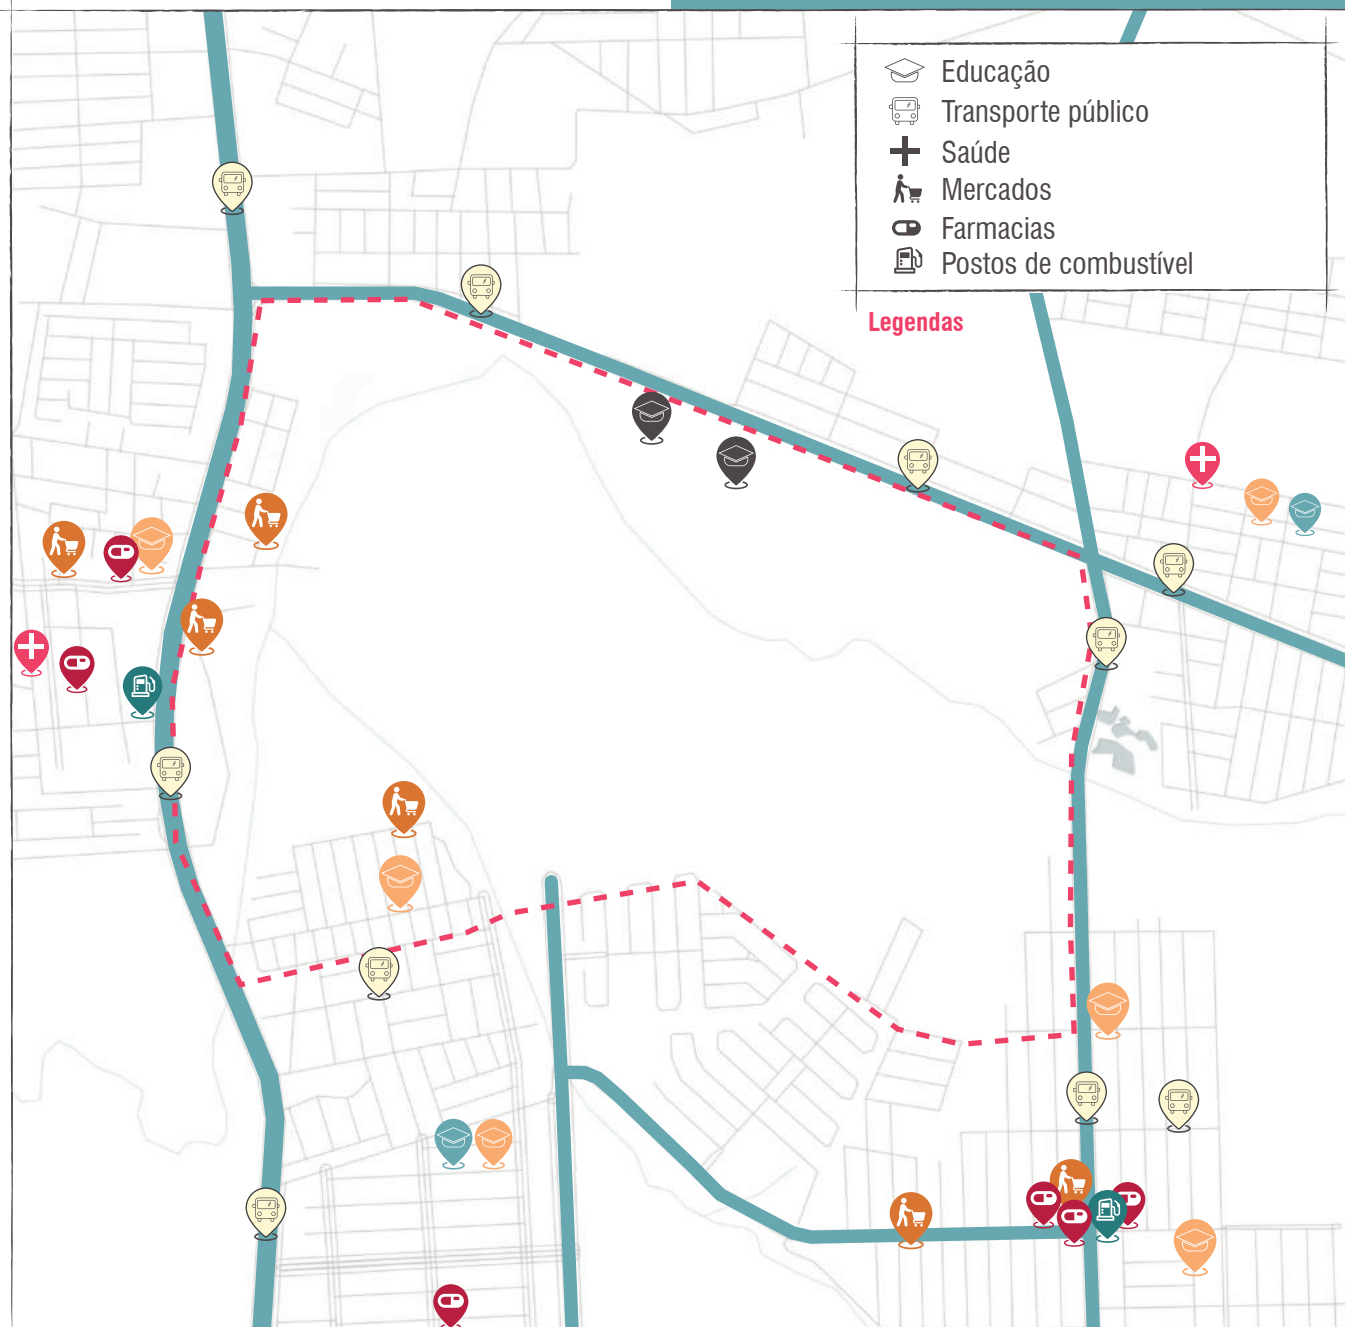 Educação
Transporte público
Saúde
Mercados
Farmacias
Postos de combustível
Legendas